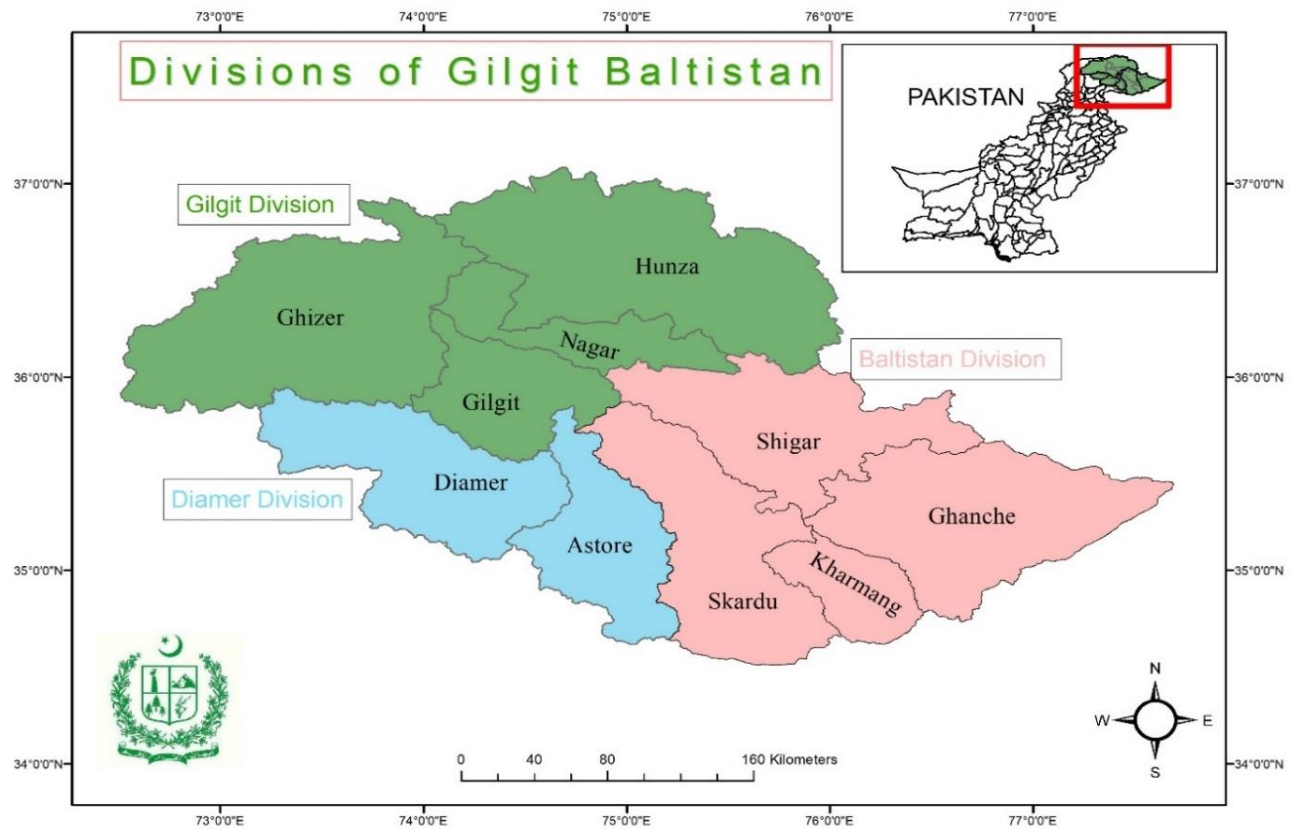 73°0'0"E 74°0'0"E 75°0'0"E 76°0'0"E 77°0'0"E
Divisions of Gilgit Baltistan
PAKISTAN
37°0'0"N 37°0'0"N
Gilgit Division
Hunza
Ghizer
Nagar
Baltistan Division
36°0'0"N 36°0'0"N
Gilgit
Shigar
Diamer
Diamer Division
Ghanche
Astore
35°0'0"N 35°0'0"N
Kharmang
Skardu
N
W E
S
0 40 80 160 Kilometers
34°0'0"N 34°0'0"N
73°0'0"E 74°0'0"E 75°0'0"E 76°0'0"E 77°0'0"E